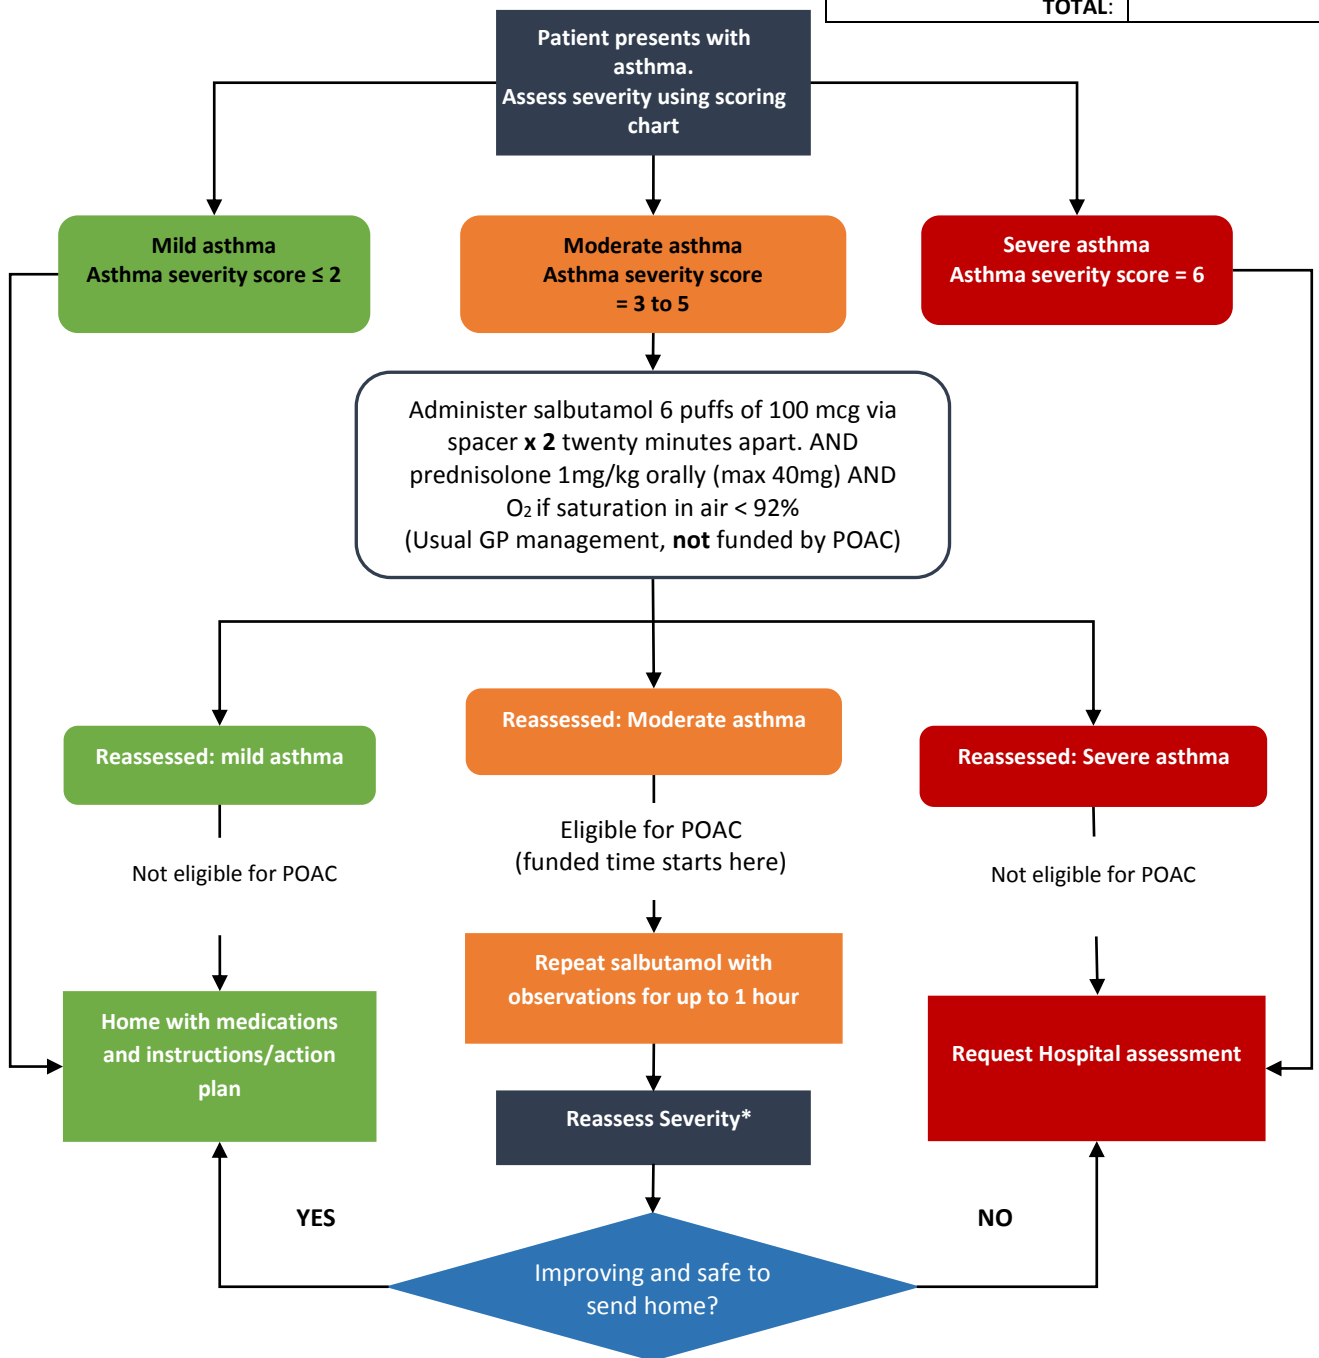 TOTAL:
Patient presents with
asthma.
Assess severity using scoring
chart
Mild asthma
Asthma severity score ≤ 2
Moderate asthma
Asthma severity score
= 3 to 5
Severe asthma
Asthma severity score = 6
Administer salbutamol 6 puffs of 100 mcg via
spacer x 2 twenty minutes apart. AND
prednisolone 1mg/kg orally (max 40mg) AND
O₂ if saturation in air < 92%
(Usual GP management, not funded by POAC)
Reassessed: mild asthma
Reassessed: Moderate asthma
Reassessed: Severe asthma
Not eligible for POAC
Eligible for POAC
(funded time starts here)
Not eligible for POAC
Home with medications
and instructions/action
plan
Repeat salbutamol with
observations for up to 1 hour
Request Hospital assessment
Reassess Severity*
YES
NO
Improving and safe to
send home?